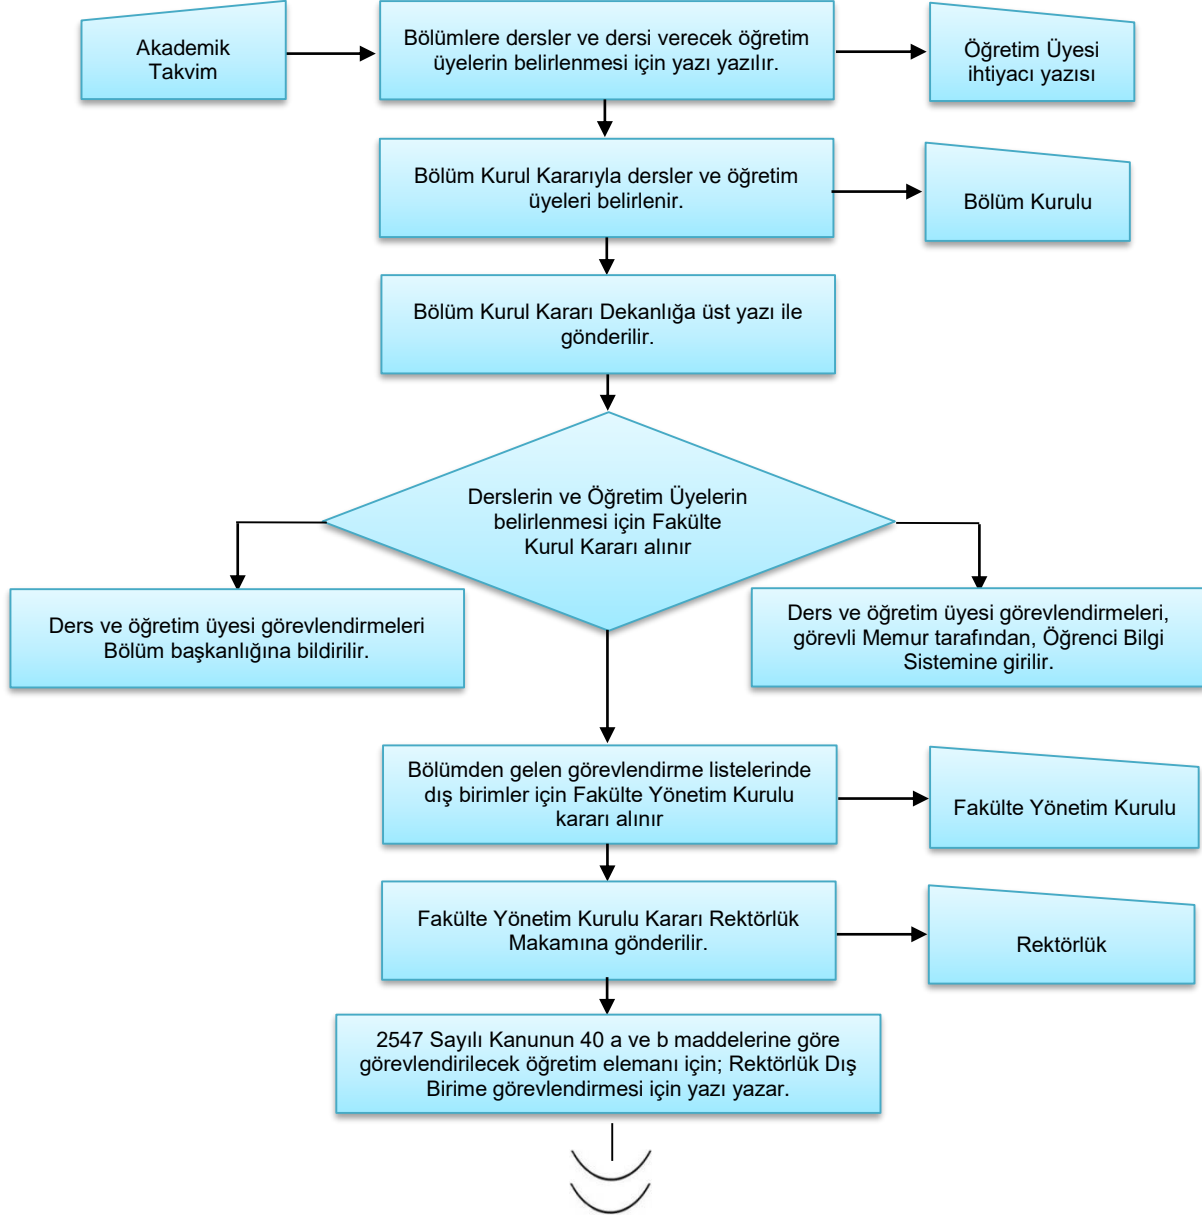 Akademik
Takvim
Bölümlere dersler ve dersi verecek öğretim
üyelerin belirlenmesi için yazı yazılır.
Öğretim Üyesi
ihtiyacı yazısı
Bölüm Kurul Kararıyla dersler ve öğretim
üyeleri belirlenir.
Bölüm Kurulu
Bölüm Kurul Kararı Dekanlığa üst yazı ile
gönderilir.
Derslerin ve Öğretim Üyelerin
belirlenmesi için Fakülte
Kurul Kararı alınır
Ders ve öğretim üyesi görevlendirmeleri
Bölüm başkanlığına bildirilir.
Ders ve öğretim üyesi görevlendirmeleri,
görevli Memur tarafından, Öğrenci Bilgi
Sistemine girilir.
Bölümden gelen görevlendirme listelerinde
dış birimler için Fakülte Yönetim Kurulu
kararı alınır
Fakülte Yönetim Kurulu
Fakülte Yönetim Kurulu Kararı Rektörlük
Makamına gönderilir.
Rektörlük
2547 Sayılı Kanunun 40 a ve b maddelerine göre
görevlendirilecek öğretim elemanı için; Rektörlük Dış
Birime görevlendirmesi için yazı yazar.